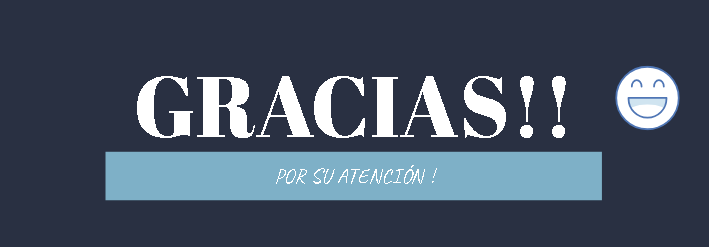 GRACIAS!!
POR SU ATENCIÓN !